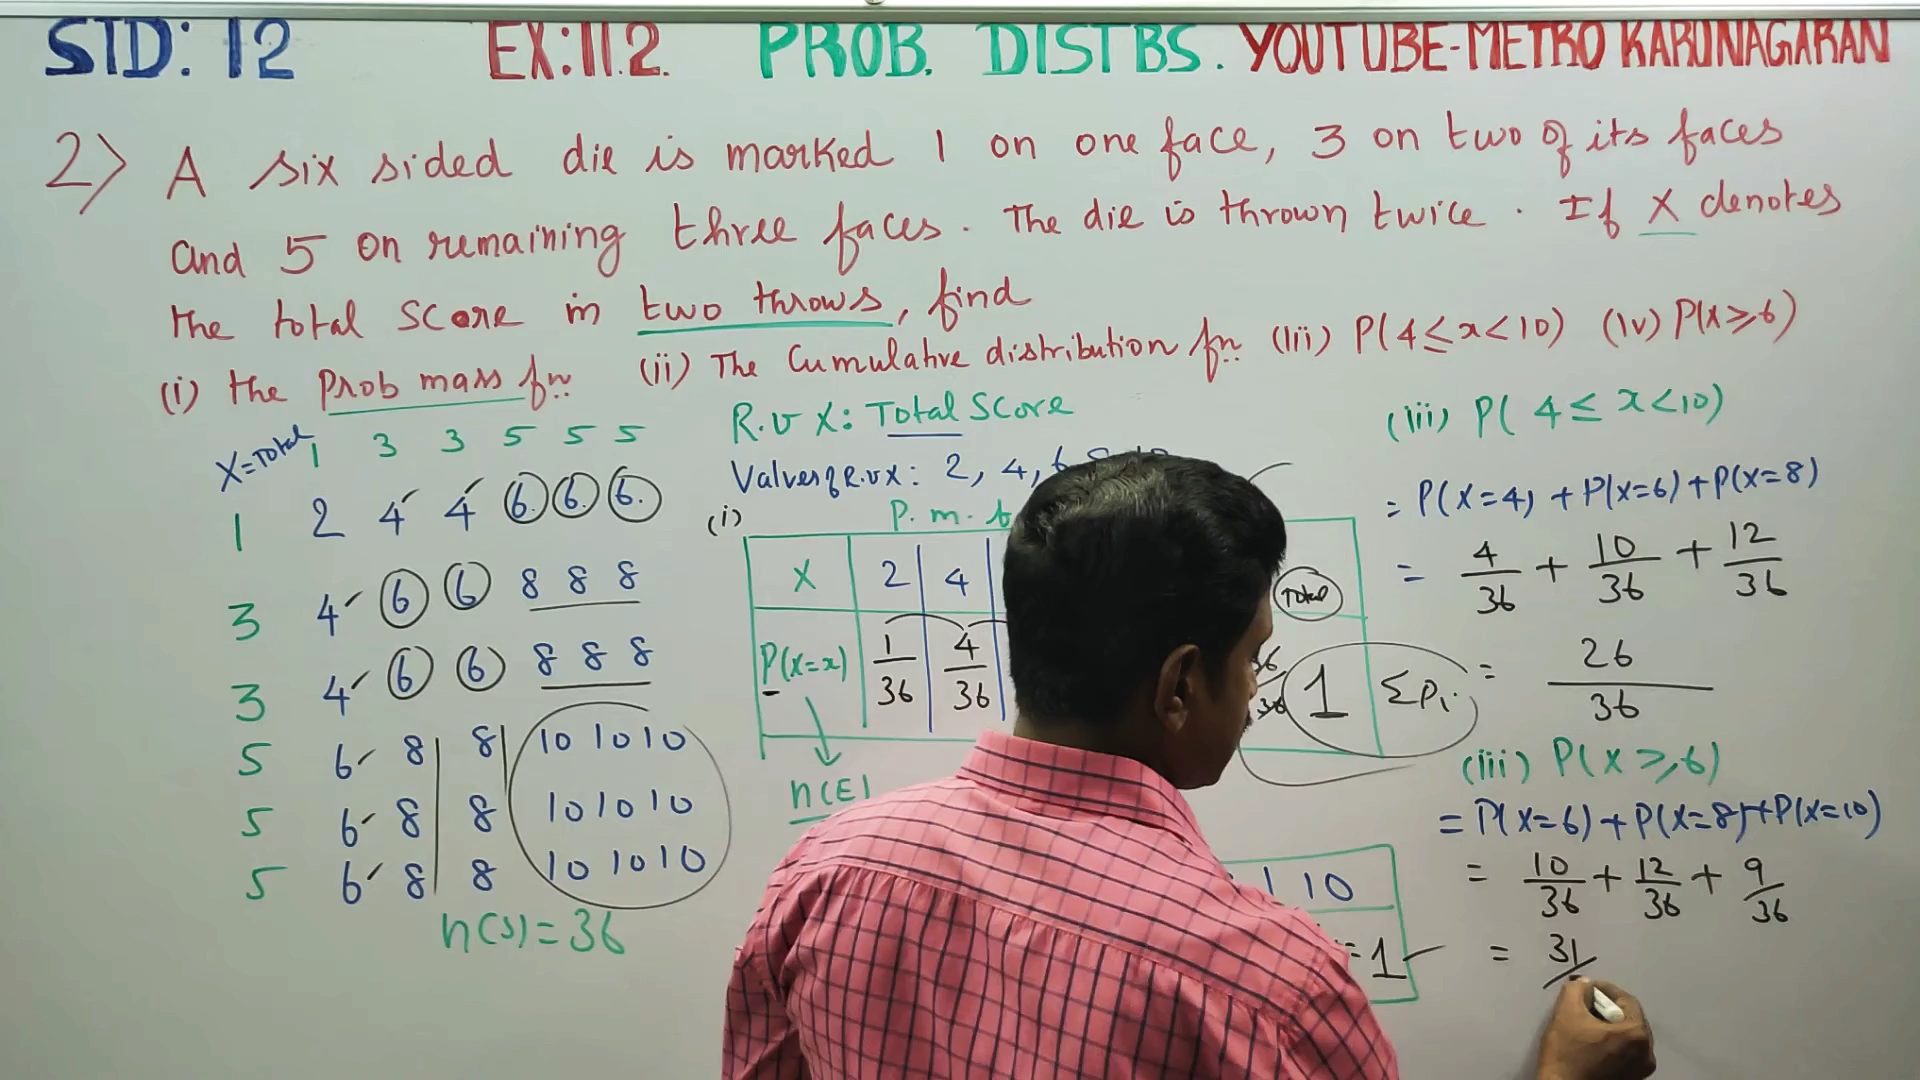 STD: 12 EX:11.2. PROB. DISTBS. YOUTUBE-METRO KARUNAGARAN
2) A six sided die is marked 1 on one face, 3 on two of its faces
and 5 on remaining three faces. The die is thrown twice. If X denotes
the total score in two throws, find
(i) the Prob mass fn (ii) The Cumulative distribution fn (iii) P(4≤x<10) (iv) P(x≥6)
X=Total 1 3 3 5 5 5
1 2 4 4 6 6 6
3 4 6 6 8 8 8
3 4 6 6 8 8 8
5 6 8 8 10 10 10
5 6 8 8 10 10 10
5 6 8 8 10 10 10
n(s)=36
R.v X: Total Score
Values of R.v X: 2, 4, 6
(i) P. m. f
X 2 4 Total
P(X=x) 1/36 4/36 36/36 1 Σpi
n(E)
10
=1
(iii) P( 4≤ x<10)
= P(X=4) + P(X=6)+P(X=8)
= 4/36 + 10/36 + 12/36
= 26/36
(iii) P(X≥6)
= P(X=6)+P(X=8)+P(X=10)
= 10/36 + 12/36 + 9/36
= 31